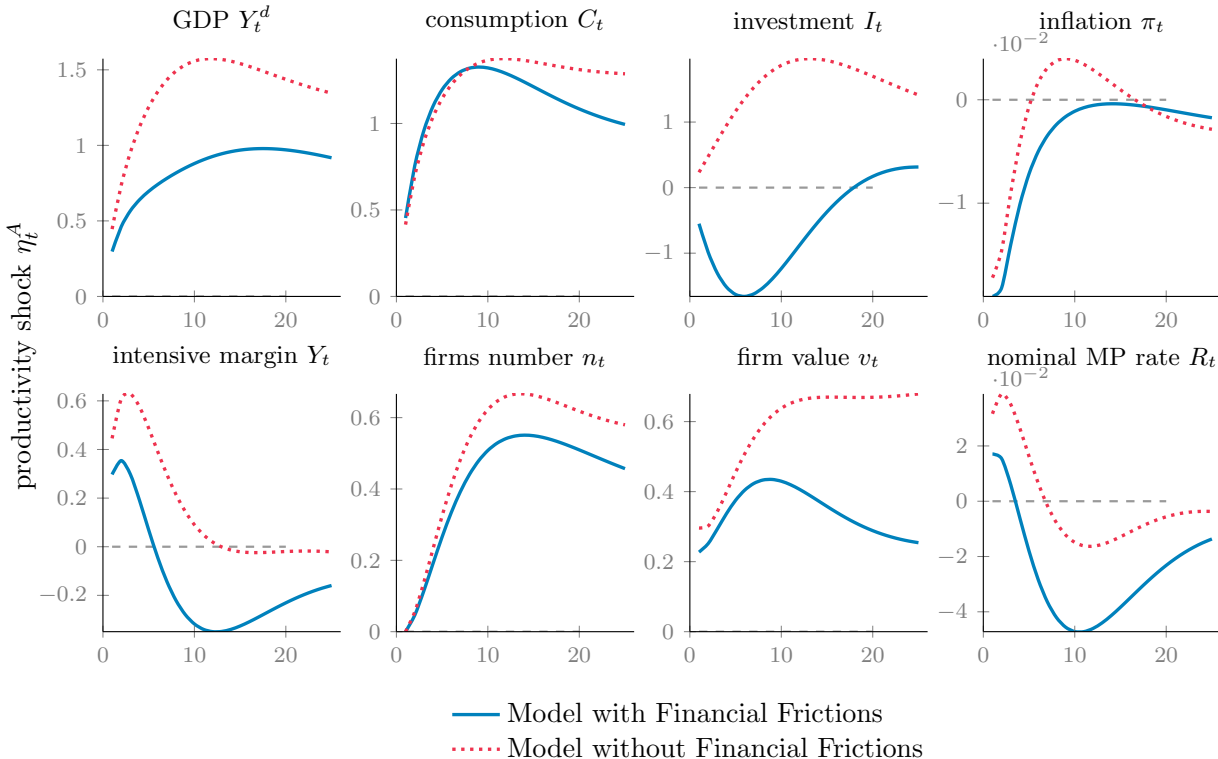 GDP Y_t^d
consumption C_t
investment I_t
inflation π_t
·10^{-2}
1.5
1
0.5
0
0 10 20
1
0.5
0
0 10 20
1
0
−1
0 10 20
0
−1
0 10 20
productivity shock η_t^A
intensive margin Y_t
firms number n_t
firm value v_t
nominal MP rate R_t
·10^{-2}
0.6
0.4
0.2
0
−0.2
0 10 20
0.6
0.4
0.2
0
0 10 20
0.6
0.4
0.2
0
0 10 20
2
0
−2
−4
0 10 20
Model with Financial Frictions
Model without Financial Frictions